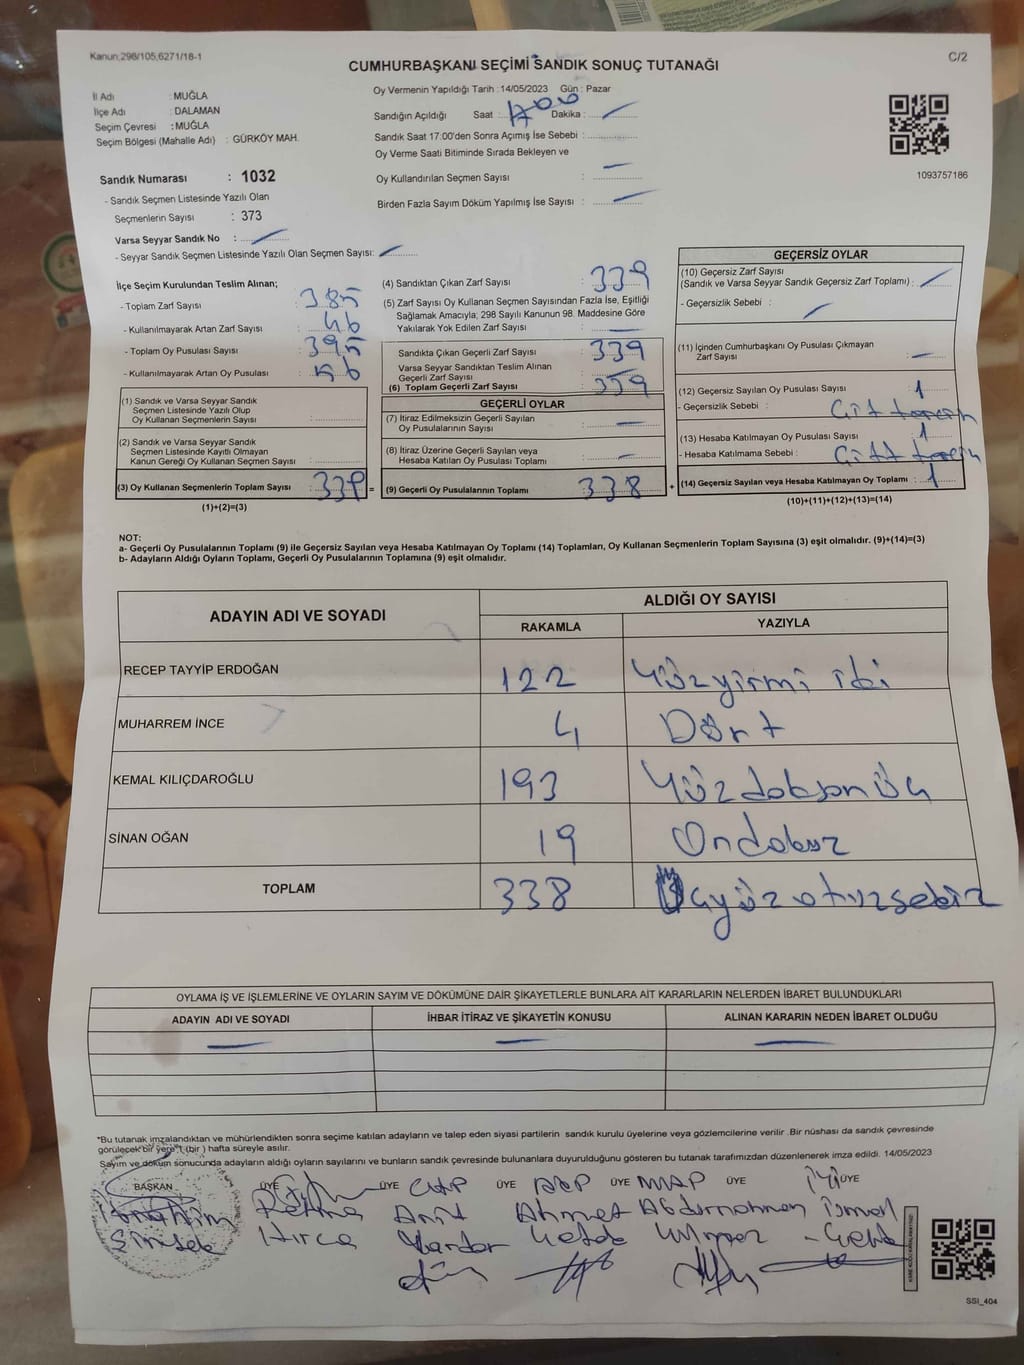 Kanun;298/105,6271/18-1
C/2
CUMHURBAŞKANI SEÇİMİ SANDIK SONUÇ TUTANAĞI
İl Adı : MUĞLA
İlçe Adı : DALAMAN
Seçim Çevresi : MUĞLA
Seçim Bölgesi (Mahalle Adı) : GÜRKÖY MAH.
Sandık Numarası : 1032
- Sandık Seçmen Listesinde Yazılı Olan
Seçmenlerin Sayısı : 373
Varsa Seyyar Sandık No :
- Seyyar Sandık Seçmen Listesinde Yazılı Olan Seçmen Sayısı:
Oy Vermenin Yapıldığı Tarih : 14/05/2023 Gün : Pazar
Sandığın Açıldığı Saat : Dakika :
Sandık Saat 17:00'den Sonra Açımış İse Sebebi :
Oy Verme Saati Bitiminde Sırada Bekleyen ve
Oy Kullandırılan Seçmen Sayısı :
Birden Fazla Sayım Döküm Yapılmış İse Sayısı :
1093757186
İlçe Seçim Kurulundan Teslim Alınan;
- Toplam Zarf Sayısı : 385
- Kullanılmayarak Artan Zarf Sayısı : 46
- Toplam Oy Pusulası Sayısı : 395
- Kullanılmayarak Artan Oy Pusulası : 56
(1) Sandık ve Varsa Seyyar Sandık
Seçmen Listesinde Yazılı Olup
Oy Kullanan Seçmenlerin Sayısı :
(2) Sandık ve Varsa Seyyar Sandık
Seçmen Listesinde Kayıtlı Olmayan
Kanun Gereği Oy Kullanan Seçmen Sayısı :
(3) Oy Kullanan Seçmenlerin Toplam Sayısı : 339 =
(1)+(2)=(3)
(4) Sandıktan Çıkan Zarf Sayısı : 339
(5) Zarf Sayısı Oy Kullanan Seçmen Sayısından Fazla İse, Eşitliği
Sağlamak Amacıyla; 298 Sayılı Kanunun 98. Maddesine Göre
Yakılarak Yok Edilen Zarf Sayısı :
Sandıkta Çıkan Geçerli Zarf Sayısı : 339
Varsa Seyyar Sandıktan Teslim Alınan
Geçerli Zarf Sayısı :
(6) Toplam Geçerli Zarf Sayısı : 339
GEÇERLİ OYLAR
(7) İtiraz Edilmeksizin Geçerli Sayılan
Oy Pusulalarının Sayısı :
(8) İtiraz Üzerine Geçerli Sayılan veya
Hesaba Katılan Oy Pusulası Toplamı :
(9) Geçerli Oy Pusulalarının Toplamı : 338 +
GEÇERSİZ OYLAR
(10) Geçersiz Zarf Sayısı
(Sandık ve Varsa Seyyar Sandık Geçersiz Zarf Toplamı) :
- Geçersizlik Sebebi :
(11) İçinden Cumhurbaşkanı Oy Pusulası Çıkmayan
Zarf Sayısı :
(12) Geçersiz Sayılan Oy Pusulası Sayısı : 1
- Geçersizlik Sebebi :
(13) Hesaba Katılmayan Oy Pusulası Sayısı : 1
- Hesaba Katılmama Sebebi :
(14) Geçersiz Sayılan veya Hesaba Katılmayan Oy Toplamı : 1
(10)+(11)+(12)+(13)=(14)
NOT:
a- Geçerli Oy Pusulalarının Toplamı (9) ile Geçersiz Sayılan veya Hesaba Katılmayan Oy Toplamı (14) Toplamları, Oy Kullanan Seçmenlerin Toplam Sayısına (3) eşit olmalıdır. (9)+(14)=(3)
b- Adayların Aldığı Oyların Toplamı, Geçerli Oy Pusulalarının Toplamına (9) eşit olmalıdır.
ADAYIN ADI VE SOYADI
ALDIĞI OY SAYISI
RAKAMLA YAZIYLA
RECEP TAYYİP ERDOĞAN 122 Yüzyirmi iki
MUHARREM İNCE 4 Dört
KEMAL KILIÇDAROĞLU 193 Yüzdoksanüç
SİNAN OĞAN 19 Ondokuz
TOPLAM 338 Üçyüzotuzsekiz
OYLAMA İŞ VE İŞLEMLERİNE VE OYLARIN SAYIM VE DÖKÜMÜNE DAİR ŞİKAYETLERLE BUNLARA AİT KARARLARIN NELERDEN İBARET BULUNDUKLARI
ADAYIN ADI VE SOYADI İHBAR İTİRAZ VE ŞİKAYETİN KONUSU ALINAN KARARIN NEDEN İBARET OLDUĞU
*Bu tutanak imzalandıktan ve mühürlendikten sonra seçime katılan adayların ve talep eden siyasi partilerin sandık kurulu üyelerine veya gözlemcilerine verilir .Bir nüshası da sandık çevresinde
görülecek bir yere 1 (bir ) hafta süreyle asılır.
Sayım ve döküm sonucunda adayların aldığı oyların sayılarını ve bunların sandık çevresinde bulunanlara duyurulduğunu gösteren bu tutanak tarafımızdan düzenlenerek imza edildi. 14/05/2023
BAŞKAN ÜYE ÜYE CHP ÜYE ÜYE ÜYE
İbrahim Ahmet Abdurrahman İsmail
Şimşek
SSI_404